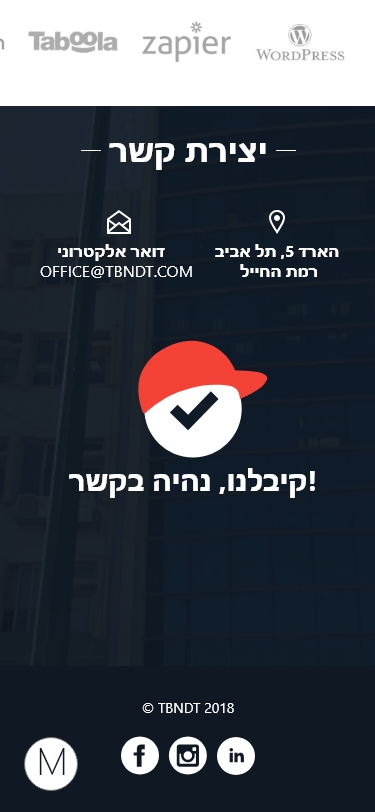 Taboola
zapier
WORDPRESS
יצירת קשר
הארד 5, תל אביב
רמת החייל
דואר אלקטרוני
OFFICE@TBNDT.COM
קיבלנו, נהיה בקשר!
© TBNDT 2018
f
in
M